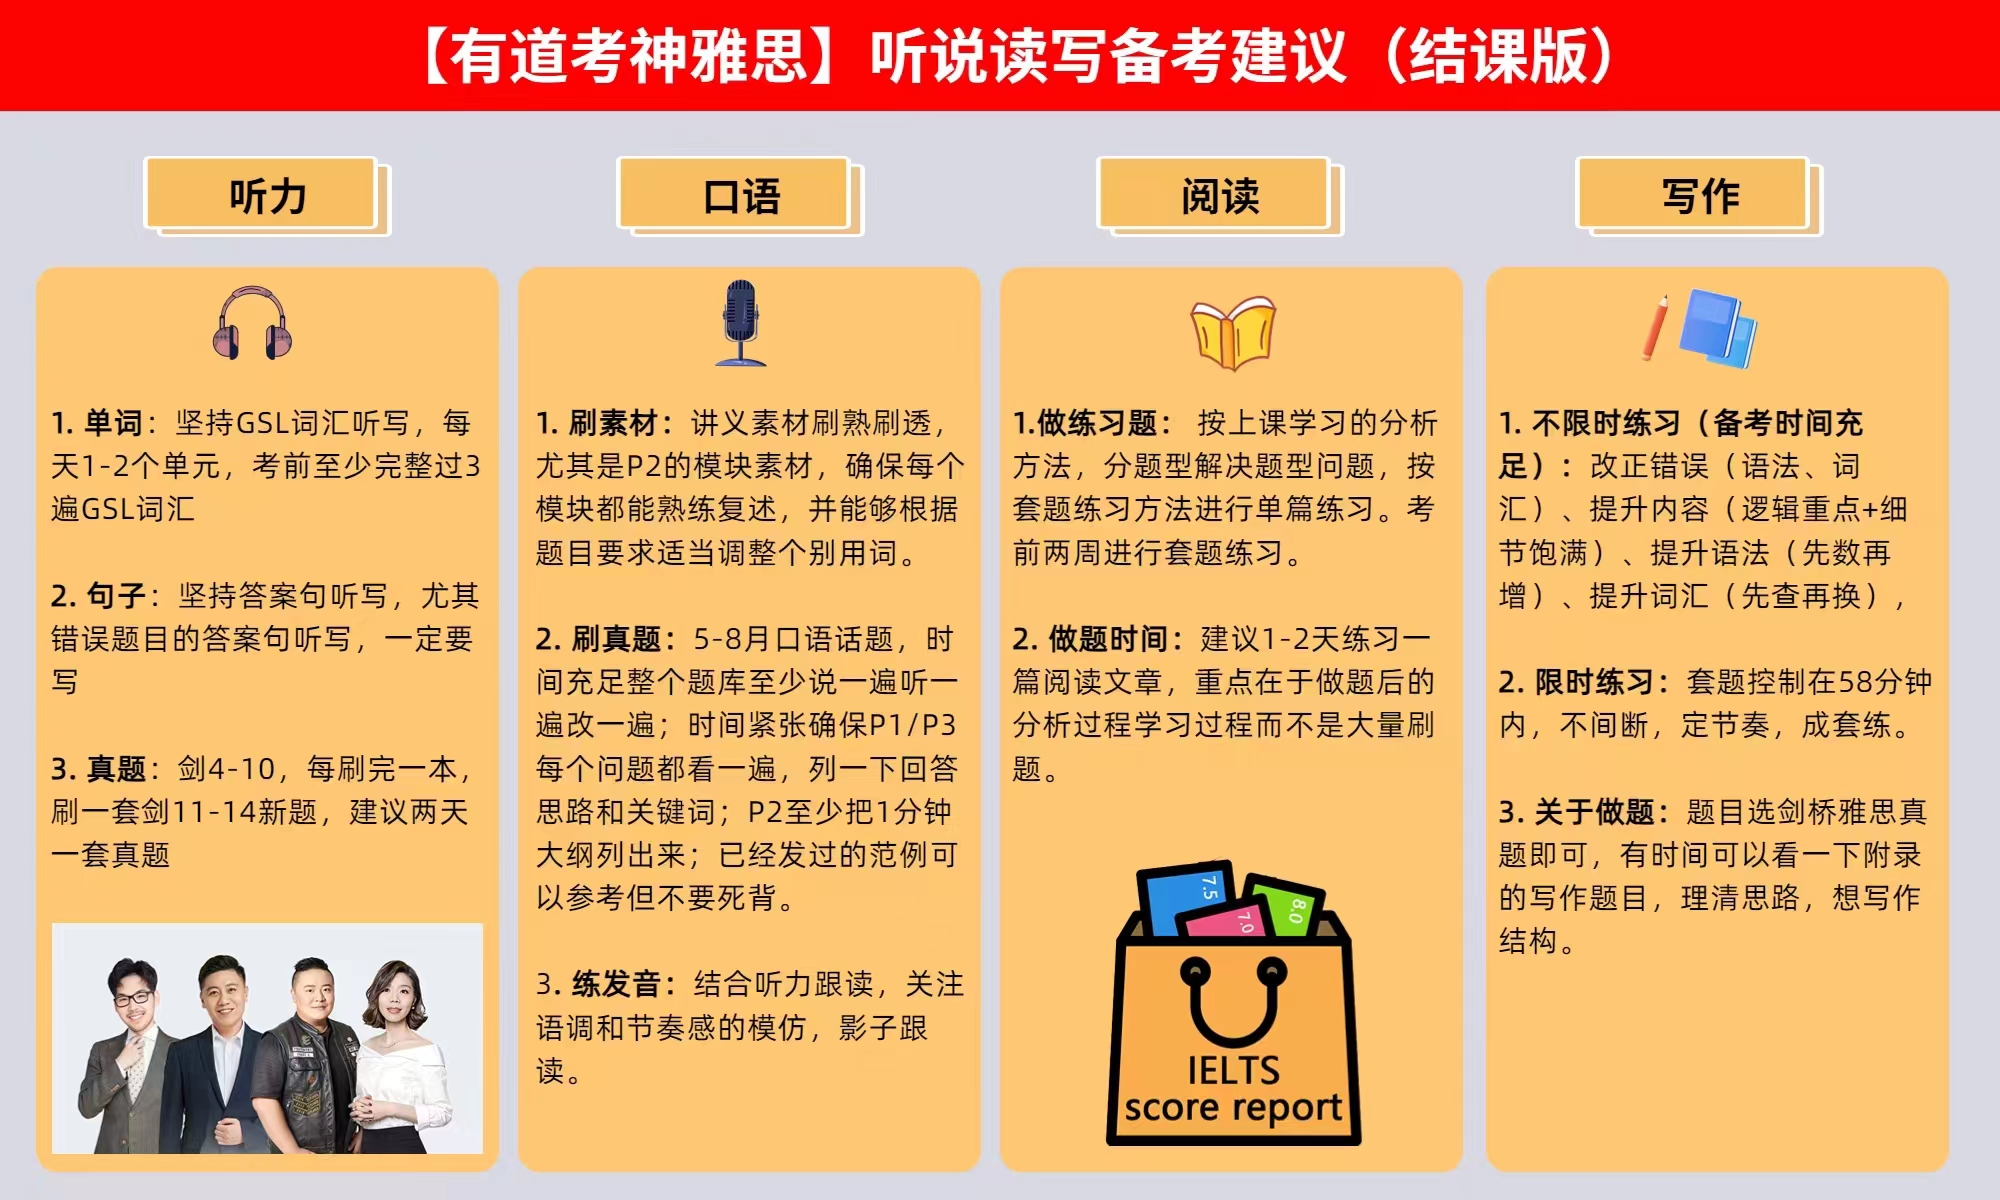 【有道考神雅思】听说读写备考建议（结课版）
听力
1. 单词：坚持GSL词汇听写，每
天1-2个单元，考前至少完整过3
遍GSL词汇
2. 句子：坚持答案句听写，尤其
错误题目的答案句听写，一定要
写
3. 真题：剑4-10，每刷完一本，
刷一套剑11-14新题，建议两天
一套真题
口语
1. 刷素材：讲义素材刷熟刷透，
尤其是P2的模块素材，确保每个
模块都能熟练复述，并能够根据
题目要求适当调整个别用词。
2. 刷真题：5-8月口语话题，时
间充足整个题库至少说一遍听一
遍改一遍；时间紧张确保P1/P3
每个问题都看一遍，列一下回答
思路和关键词；P2至少把1分钟
大纲列出来；已经发过的范例可
以参考但不要死背。
3. 练发音：结合听力跟读，关注
语调和节奏感的模仿，影子跟
读。
阅读
1.做练习题： 按上课学习的分析
方法，分题型解决题型问题，按
套题练习方法进行单篇练习。考
前两周进行套题练习。
2. 做题时间：建议1-2天练习一
篇阅读文章，重点在于做题后的
分析过程学习过程而不是大量刷
题。
7.5
7.0
8.0
IELTS
score report
写作
1. 不限时练习（备考时间充
足）：改正错误（语法、词
汇）、提升内容（逻辑重点+细
节饱满）、提升语法（先数再
增）、提升词汇（先查再换），
2. 限时练习：套题控制在58分钟
内，不间断，定节奏，成套练。
3. 关于做题：题目选剑桥雅思真
题即可，有时间可以看一下附录
的写作题目，理清思路，想写作
结构。